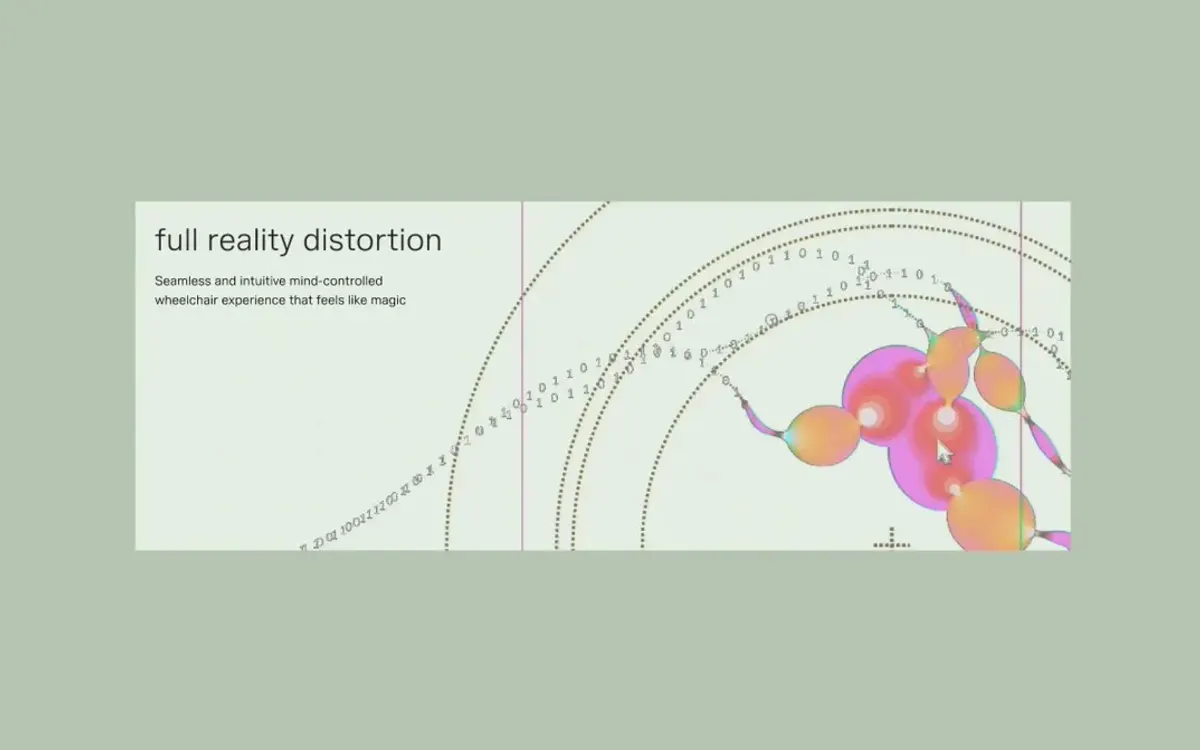 full reality distortion
Seamless and intuitive mind-controlled
wheelchair experience that feels like magic